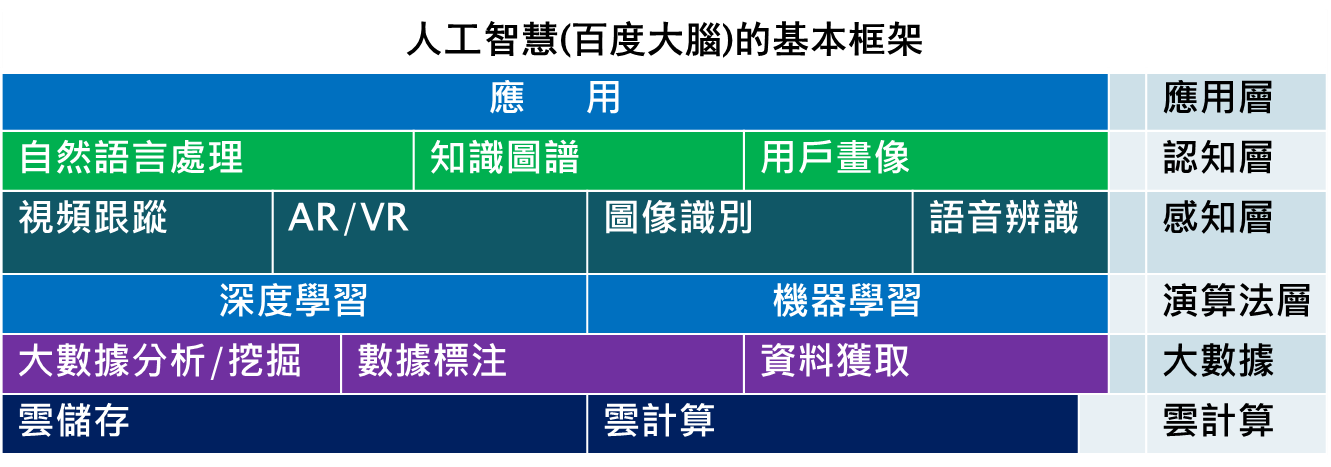 人工智慧(百度大腦)的基本框架
應 用 應用層
自然語言處理 知識圖譜 用戶畫像 認知層
視頻跟蹤 AR/VR 圖像識別 語音辨識 感知層
深度學習 機器學習 演算法層
大數據分析/挖掘 數據標注 資料獲取 大數據
雲儲存 雲計算 雲計算